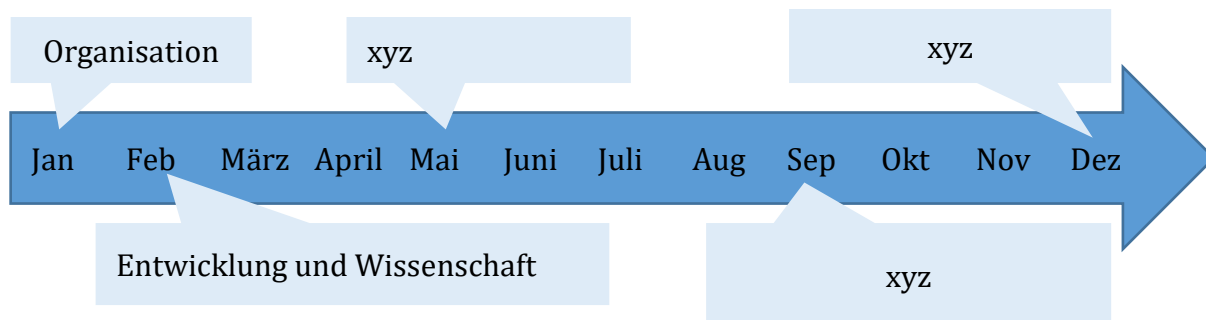 Organisation
xyz
xyz
Jan Feb März April Mai Juni Juli Aug Sep Okt Nov Dez
Entwicklung und Wissenschaft
xyz